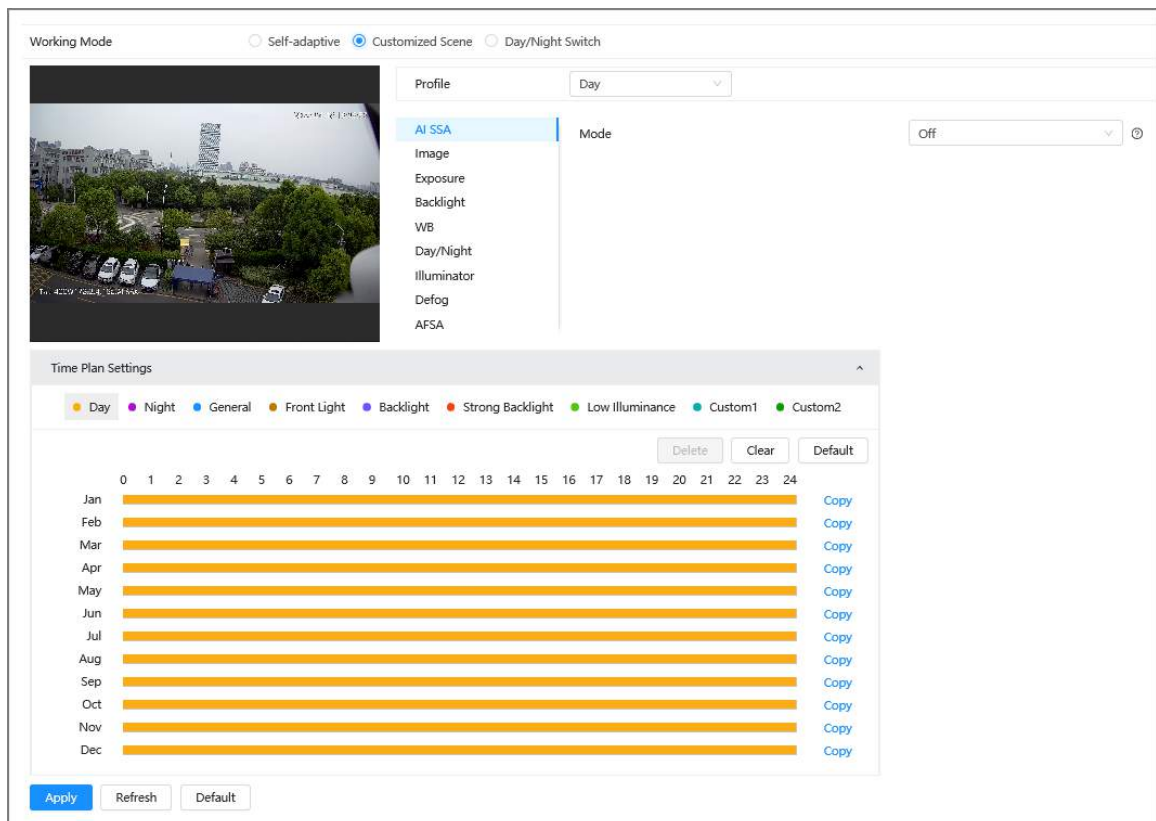 Working Mode Self-adaptive Customized Scene Day/Night Switch
Profile Day
AI SSA Mode Off
Image
Exposure
Backlight
WB
Day/Night
Illuminator
Defog
AFSA
Time Plan Settings
Day Night General Front Light Backlight Strong Backlight Low Illuminance Custom1 Custom2
Delete Clear Default
0 1 2 3 4 5 6 7 8 9 10 11 12 13 14 15 16 17 18 19 20 21 22 23 24
Jan Copy
Feb Copy
Mar Copy
Apr Copy
May Copy
Jun Copy
Jul Copy
Aug Copy
Sep Copy
Oct Copy
Nov Copy
Dec Copy
Apply Refresh Default